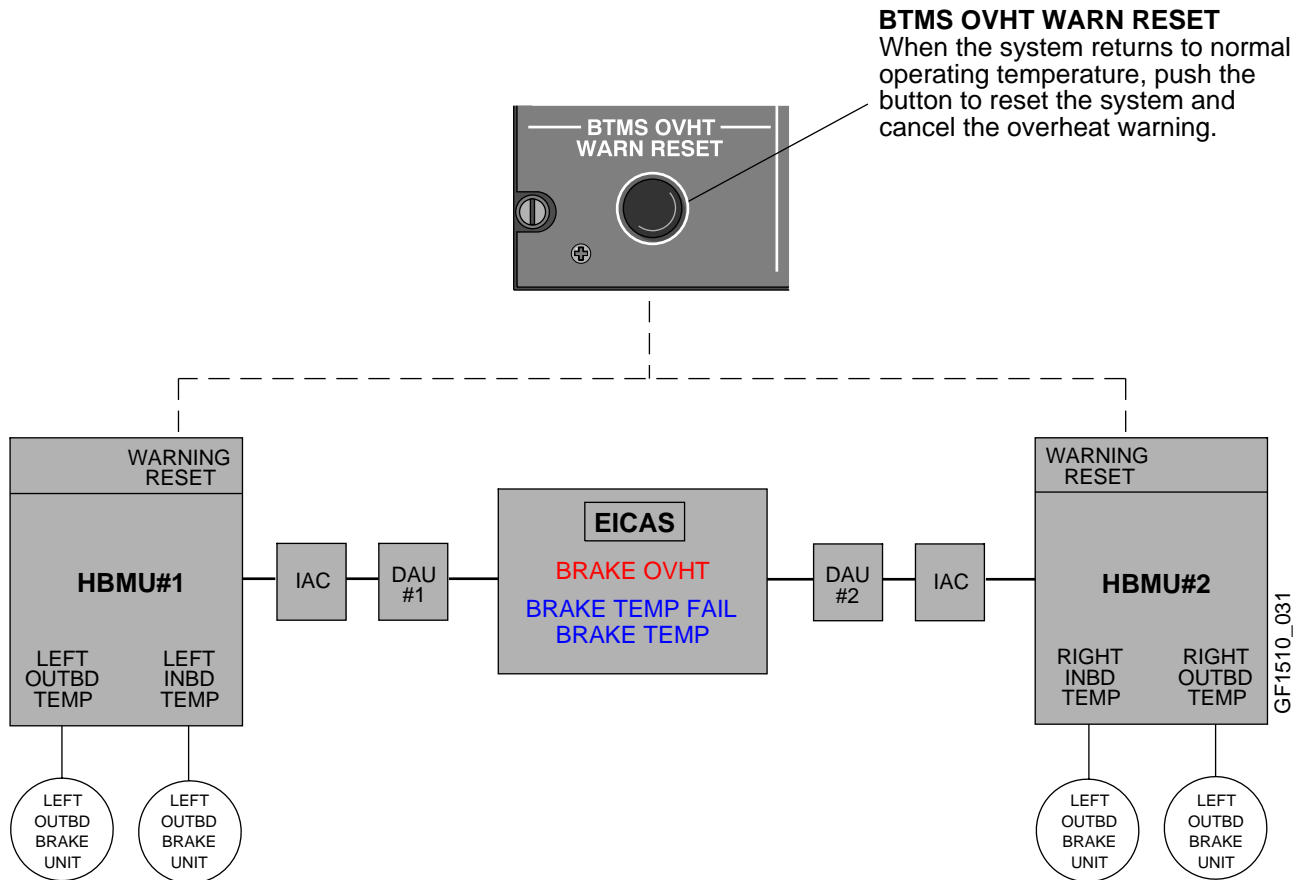 BTMS OVHT WARN RESET
When the system returns to normal
operating temperature, push the
button to reset the system and
cancel the overheat warning.
BTMS OVHT
WARN RESET
WARNING
RESET
HBMU#1
LEFT
OUTBD
TEMP
LEFT
INBD
TEMP
IAC
DAU
#1
EICAS
BRAKE OVHT
BRAKE TEMP FAIL
BRAKE TEMP
DAU
#2
IAC
WARNING
RESET
HBMU#2
RIGHT
INBD
TEMP
RIGHT
OUTBD
TEMP
LEFT
OUTBD
BRAKE
UNIT
LEFT
OUTBD
BRAKE
UNIT
LEFT
OUTBD
BRAKE
UNIT
LEFT
OUTBD
BRAKE
UNIT
GF1510_031